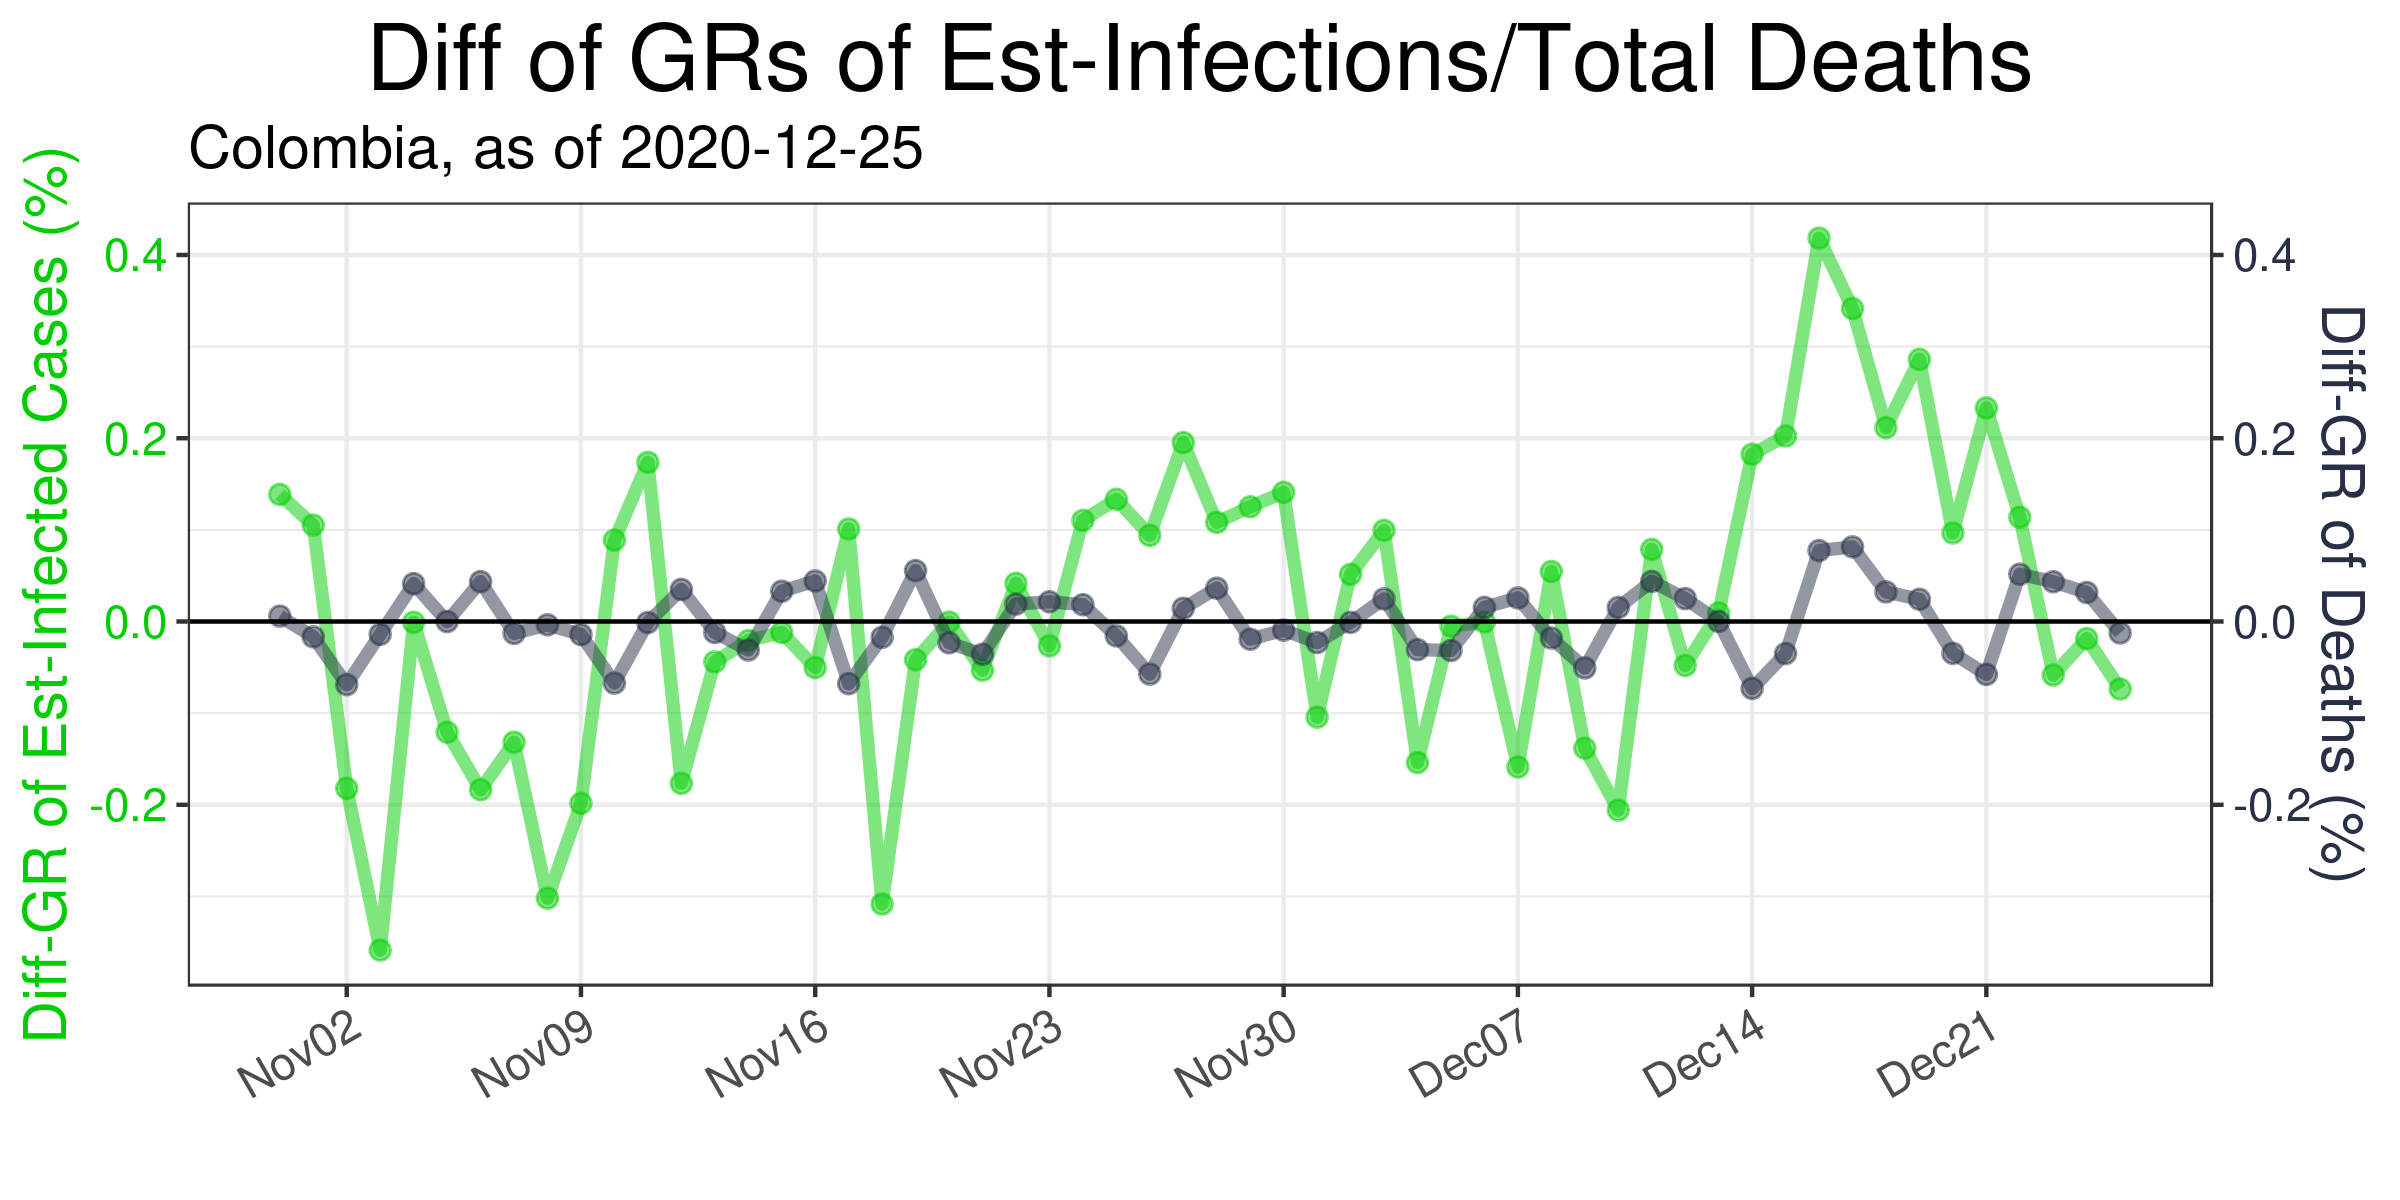 Diff of GRs of Est-Infections/Total Deaths
Colombia, as of 2020-12-25
Diff-GR of Est-Infected Cases (%)
0.4
0.2
0.0
-0.2
0.4
0.2
0.0
-0.2
Diff-GR of Deaths (%)
Nov02
Nov09
Nov16
Nov23
Nov30
Dec07
Dec14
Dec21